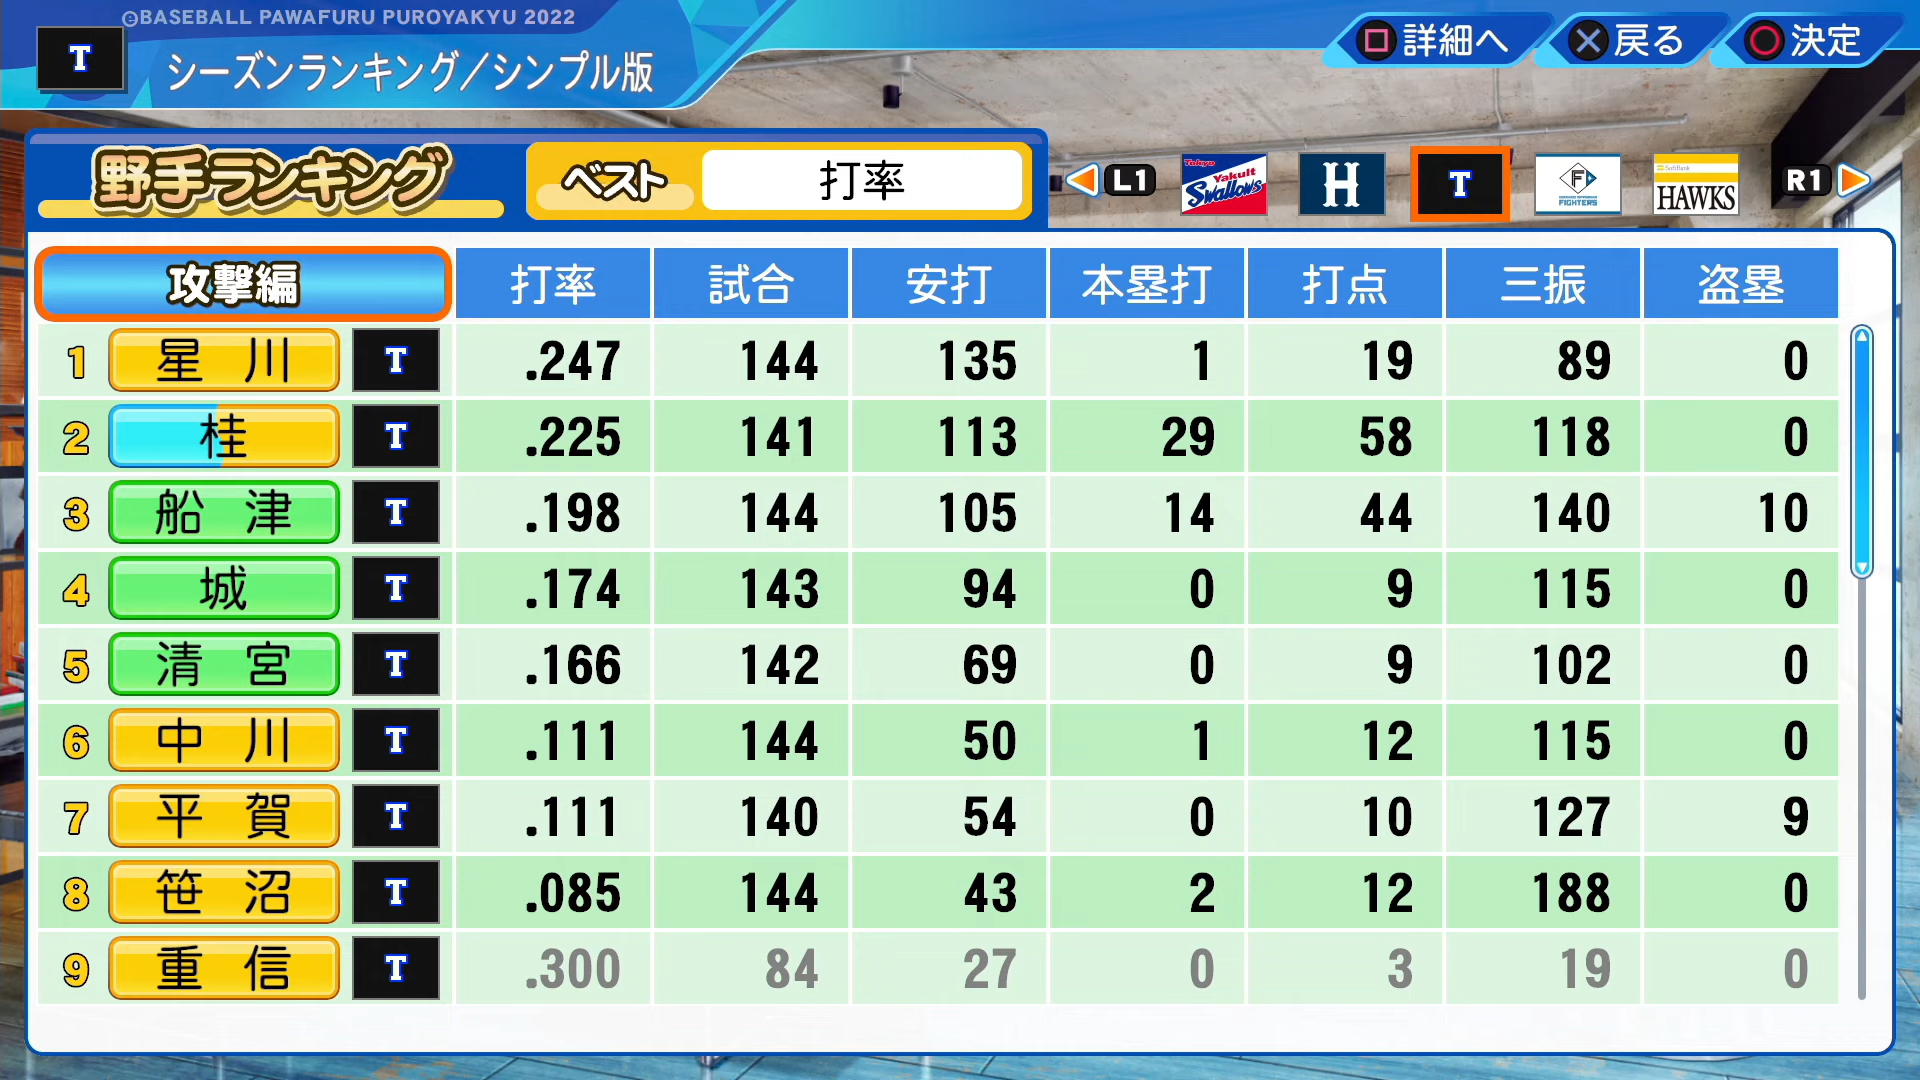 ©BASEBALL PAWAFURU PUROYAKYU 2022
T シーズンランキング／シンプル版
詳細へ 戻る 決定
野手ランキング ベスト 打率
L1 Tokyo Yakult Swallows H T F FIGHTERS SoftBank HAWKS R1
攻撃編 打率 試合 安打 本塁打 打点 三振 盗塁
1 星川 T .247 144 135 1 19 89 0
2 桂 T .225 141 113 29 58 118 0
3 船津 T .198 144 105 14 44 140 10
4 城 T .174 143 94 0 9 115 0
5 清宮 T .166 142 69 0 9 102 0
6 中川 T .111 144 50 1 12 115 0
7 平賀 T .111 140 54 0 10 127 9
8 笹沼 T .085 144 43 2 12 188 0
9 重信 T .300 84 27 0 3 19 0